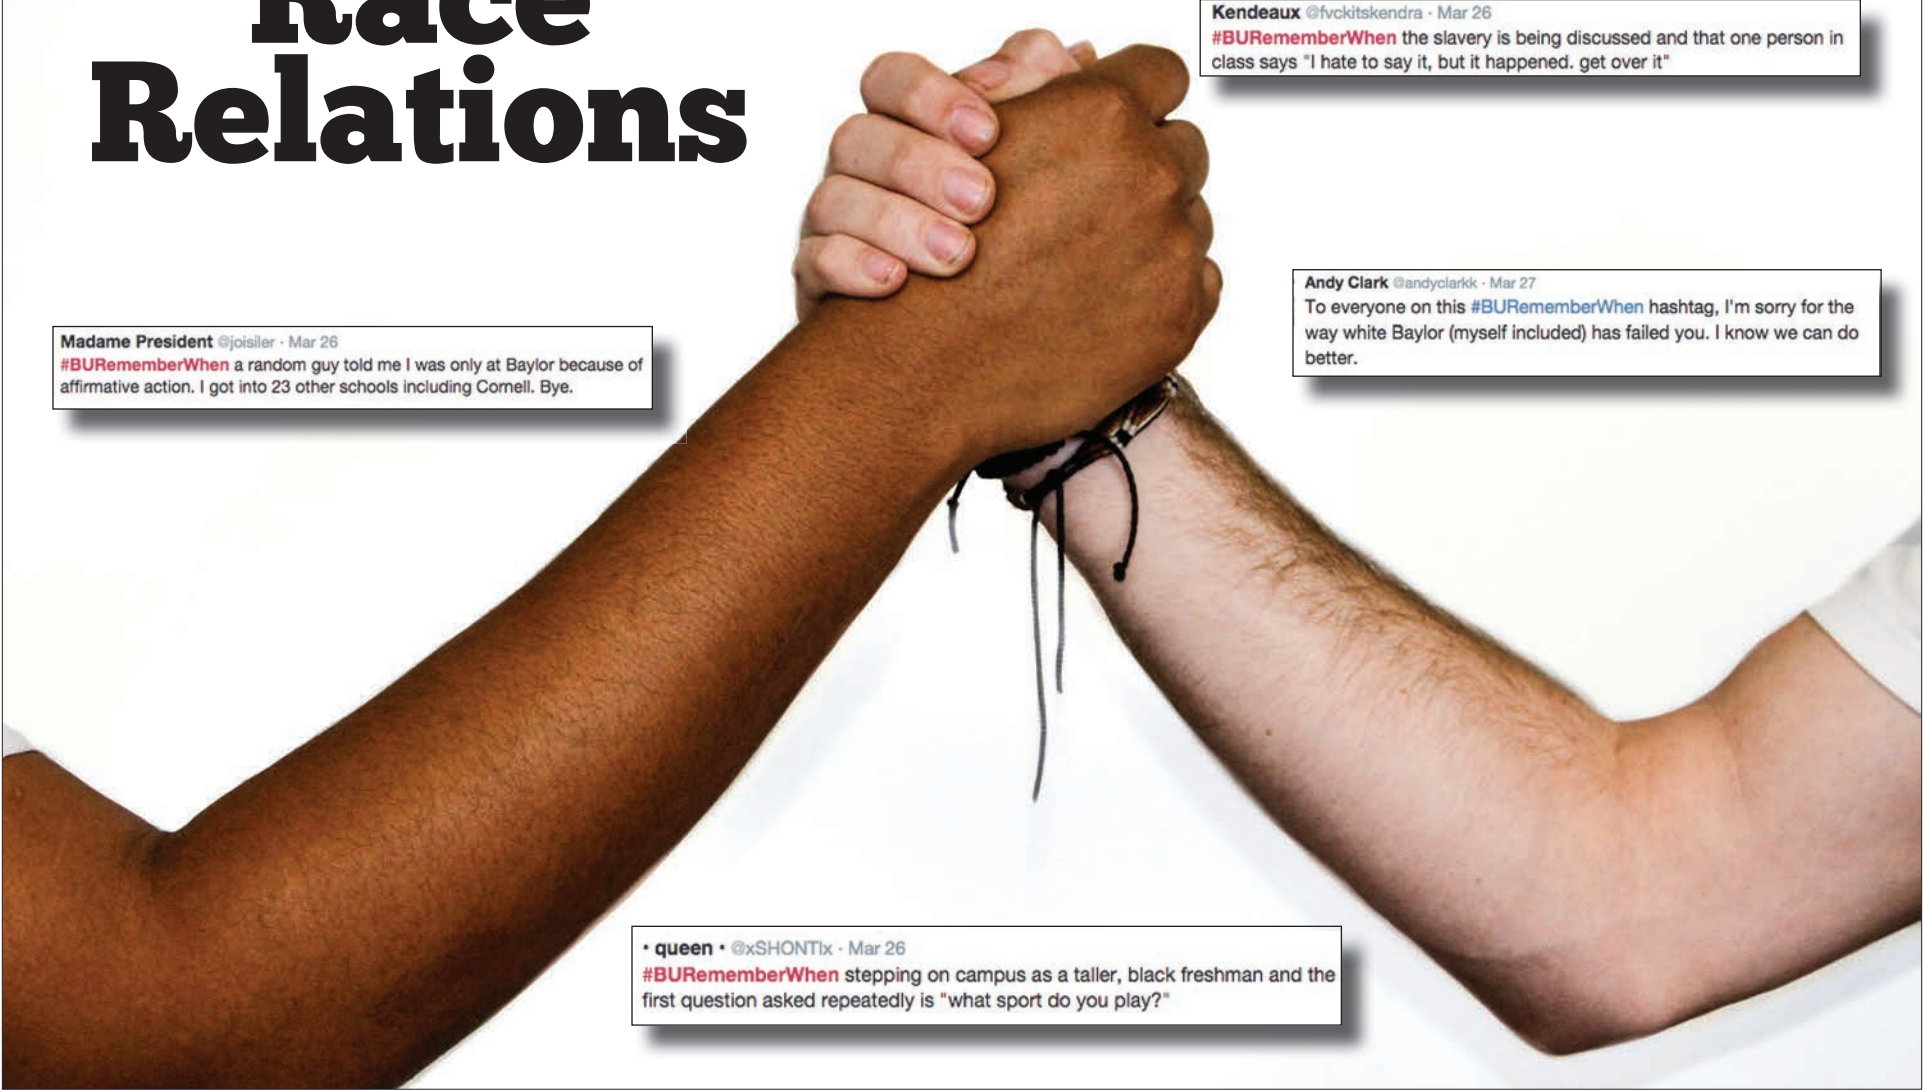 Race
Relations
Kendeaux @fvckitskendra · Mar 26
#BURememberWhen the slavery is being discussed and that one person in
class says "I hate to say it, but it happened. get over it"
Andy Clark @andyclarkk · Mar 27
To everyone on this #BURememberWhen hashtag, I'm sorry for the
way white Baylor (myself included) has failed you. I know we can do
better.
Madame President @joisiler · Mar 26
#BURememberWhen a random guy told me I was only at Baylor because of
affirmative action. I got into 23 other schools including Cornell. Bye.
• queen • @xSHONTlx · Mar 26
#BURememberWhen stepping on campus as a taller, black freshman and the
first question asked repeatedly is "what sport do you play?"